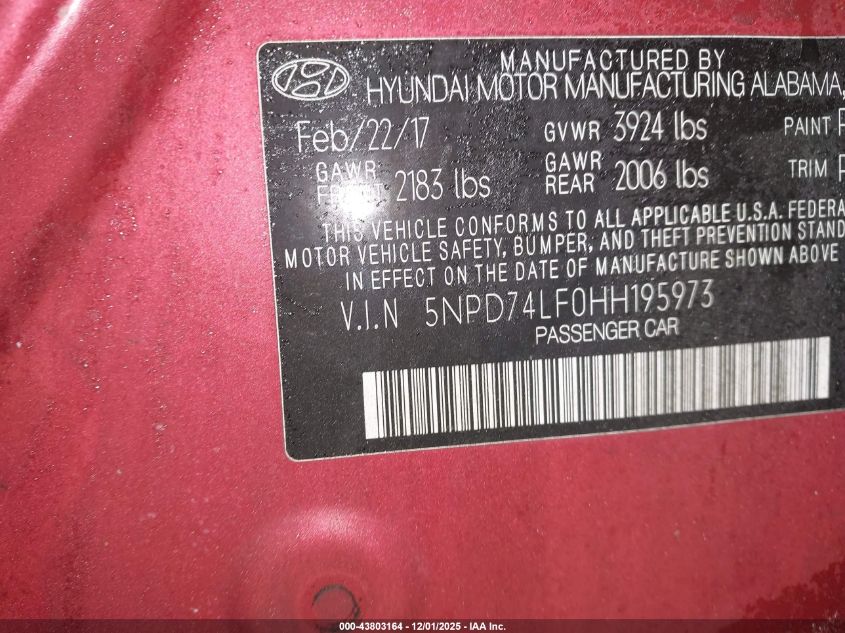 MANUFACTURED BY
HYUNDAI MOTOR MANUFACTURING ALABAMA,
Feb/22/17 GVWR 3924 lbs PAINT
GAWR FRONT 2183 lbs GAWR REAR 2006 lbs TRIM
THIS VEHICLE CONFORMS TO ALL APPLICABLE U.S.A. FEDERA
MOTOR VEHICLE SAFETY, BUMPER, AND THEFT PREVENTION STAND
IN EFFECT ON THE DATE OF MANUFACTURE SHOWN ABOVE
V.I.N 5NPD74LF0HH195973
PASSENGER CAR
000-43803164 - 12/01/2025 - IAA Inc.